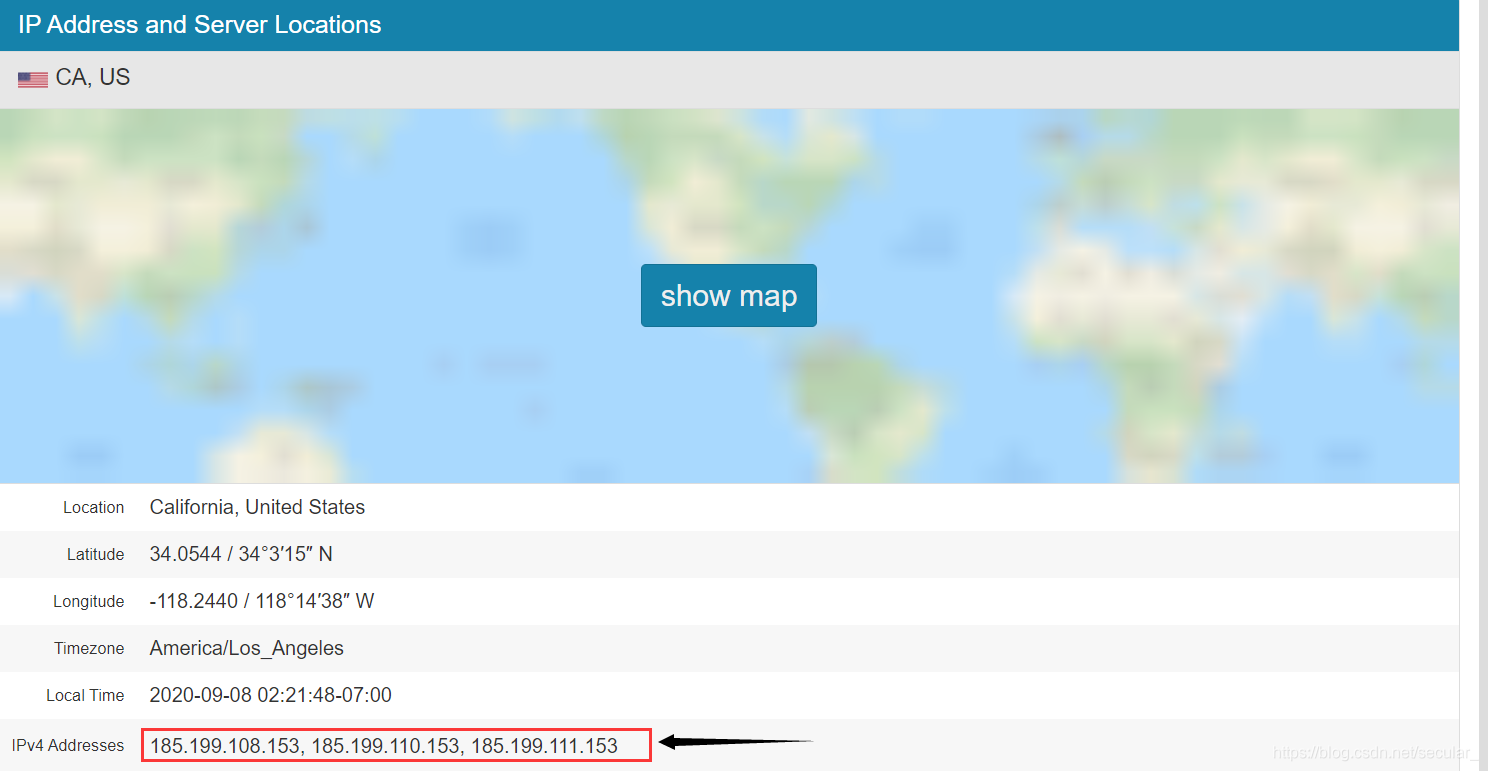 IP Address and Server Locations
CA, US
show map
Location California, United States
Latitude 34.0544 / 34°3′15″ N
Longitude -118.2440 / 118°14′38″ W
Timezone America/Los_Angeles
Local Time 2020-09-08 02:21:48-07:00
IPv4 Addresses 185.199.108.153, 185.199.110.153, 185.199.111.153
https://blog.csdn.net/secular_